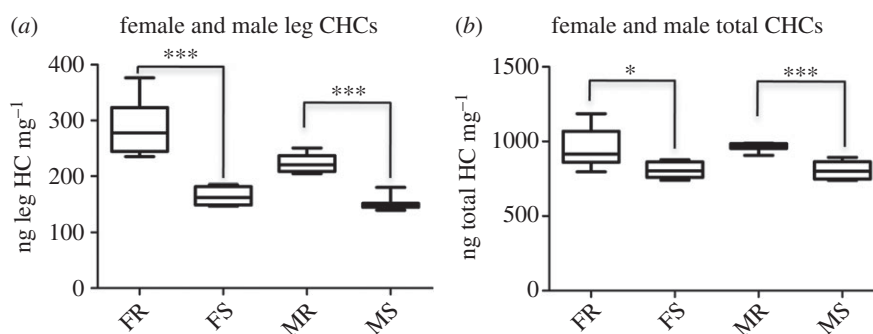 (a) female and male leg CHCs
ng leg HC mg⁻¹
400
300
200
100
0
***
***
FR FS MR MS
(b) female and male total CHCs
ng total HC mg⁻¹
1500
1000
500
0
*
***
FR FS MR MS